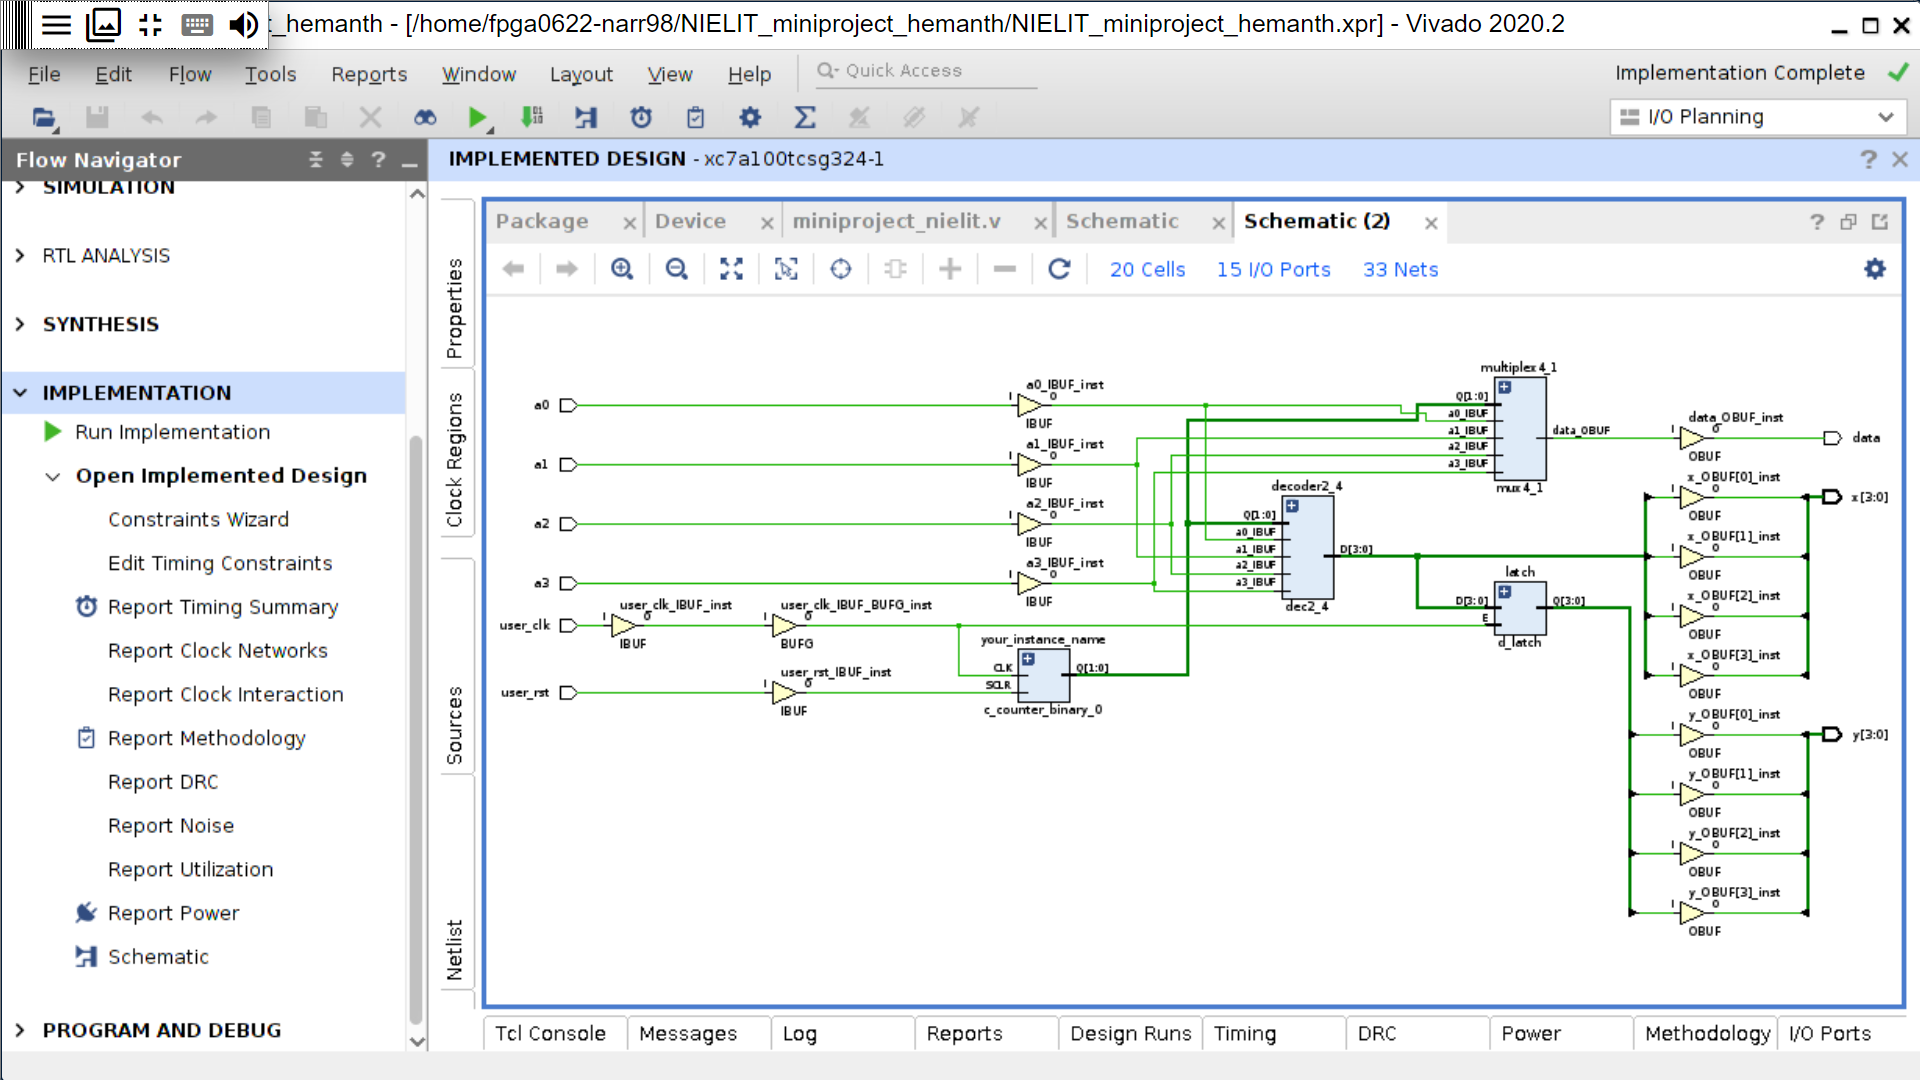 t_hemanth - [/home/fpga0622-narr98/NIELIT_miniproject_hemanth/NIELIT_miniproject_hemanth.xpr] - Vivado 2020.2
File Edit Flow Tools Reports Window Layout View Help Quick Access
Implementation Complete
I/O Planning
Flow Navigator
IMPLEMENTED DESIGN - xc7a100tcsg324-1
SIMULATION
RTL ANALYSIS
SYNTHESIS
IMPLEMENTATION
Run Implementation
Open Implemented Design
Constraints Wizard
Edit Timing Constraints
Report Timing Summary
Report Clock Networks
Report Clock Interaction
Report Methodology
Report DRC
Report Noise
Report Utilization
Report Power
Schematic
PROGRAM AND DEBUG
Properties
Clock Regions
Sources
Netlist
Package Device miniproject_nielit.v Schematic Schematic (2)
20 Cells 15 I/O Ports 33 Nets
a0
I a0_IBUF_inst O
IBUF
a1
I a1_IBUF_inst O
IBUF
a2
I a2_IBUF_inst O
IBUF
a3
I a3_IBUF_inst O
IBUF
user_clk
I user_clk_IBUF_inst O
IBUF
I user_clk_IBUF_BUFG_inst O
BUFG
user_rst
I user_rst_IBUF_inst O
IBUF
your_instance_name
CLK
SCLR
Q[1:0]
c_counter_binary_0
decoder2_4
Q[1:0]
a0_IBUF
a1_IBUF
a2_IBUF
a3_IBUF
D[3:0]
dec2_4
multiplex4_1
Q[1:0]
a0_IBUF
a1_IBUF
a2_IBUF
a3_IBUF
data_OBUF
mux4_1
latch
D[3:0]
E
Q[3:0]
d_latch
I data_OBUF_inst O
OBUF
data
I x_OBUF[0]_inst O
OBUF
x[3:0]
I x_OBUF[1]_inst O
OBUF
I x_OBUF[2]_inst O
OBUF
I x_OBUF[3]_inst O
OBUF
I y_OBUF[0]_inst O
OBUF
y[3:0]
I y_OBUF[1]_inst O
OBUF
I y_OBUF[2]_inst O
OBUF
I y_OBUF[3]_inst O
OBUF
Tcl Console Messages Log Reports Design Runs Timing DRC Power Methodology I/O Ports